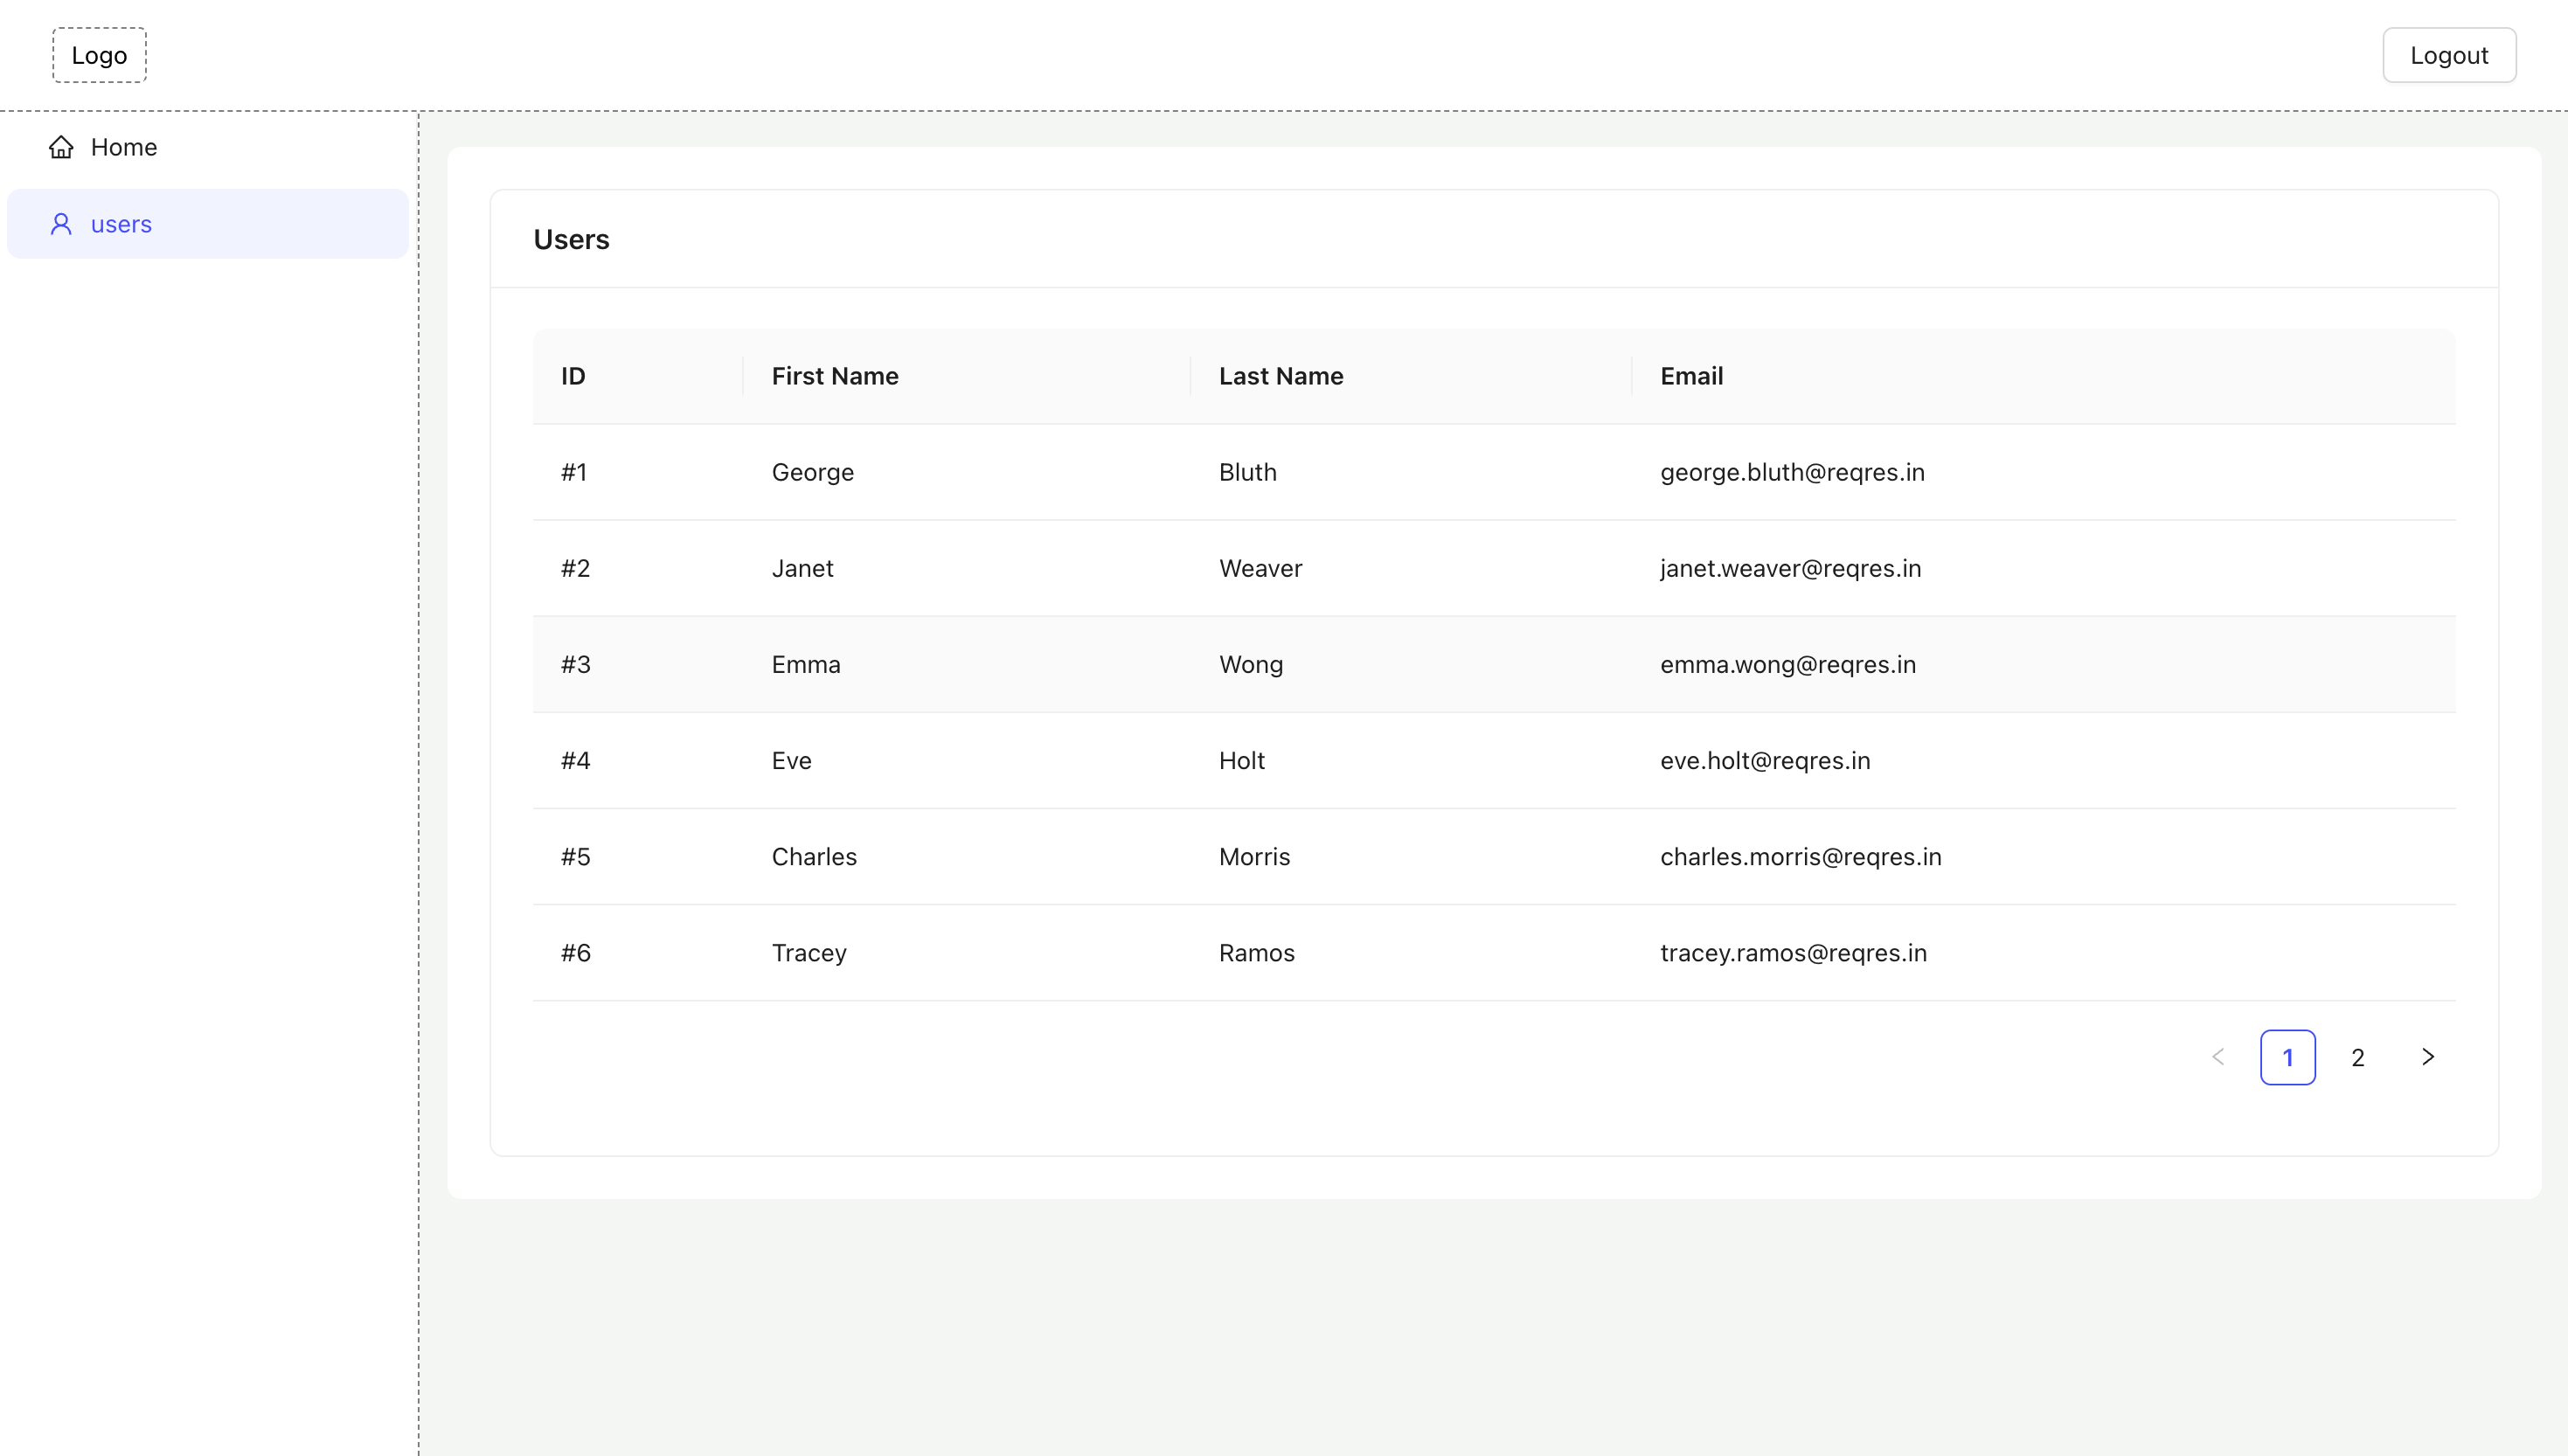 Logo
Logout
Home
users
Users
ID First Name Last Name Email
#1 George Bluth george.bluth@reqres.in
#2 Janet Weaver janet.weaver@reqres.in
#3 Emma Wong emma.wong@reqres.in
#4 Eve Holt eve.holt@reqres.in
#5 Charles Morris charles.morris@reqres.in
#6 Tracey Ramos tracey.ramos@reqres.in
1 2